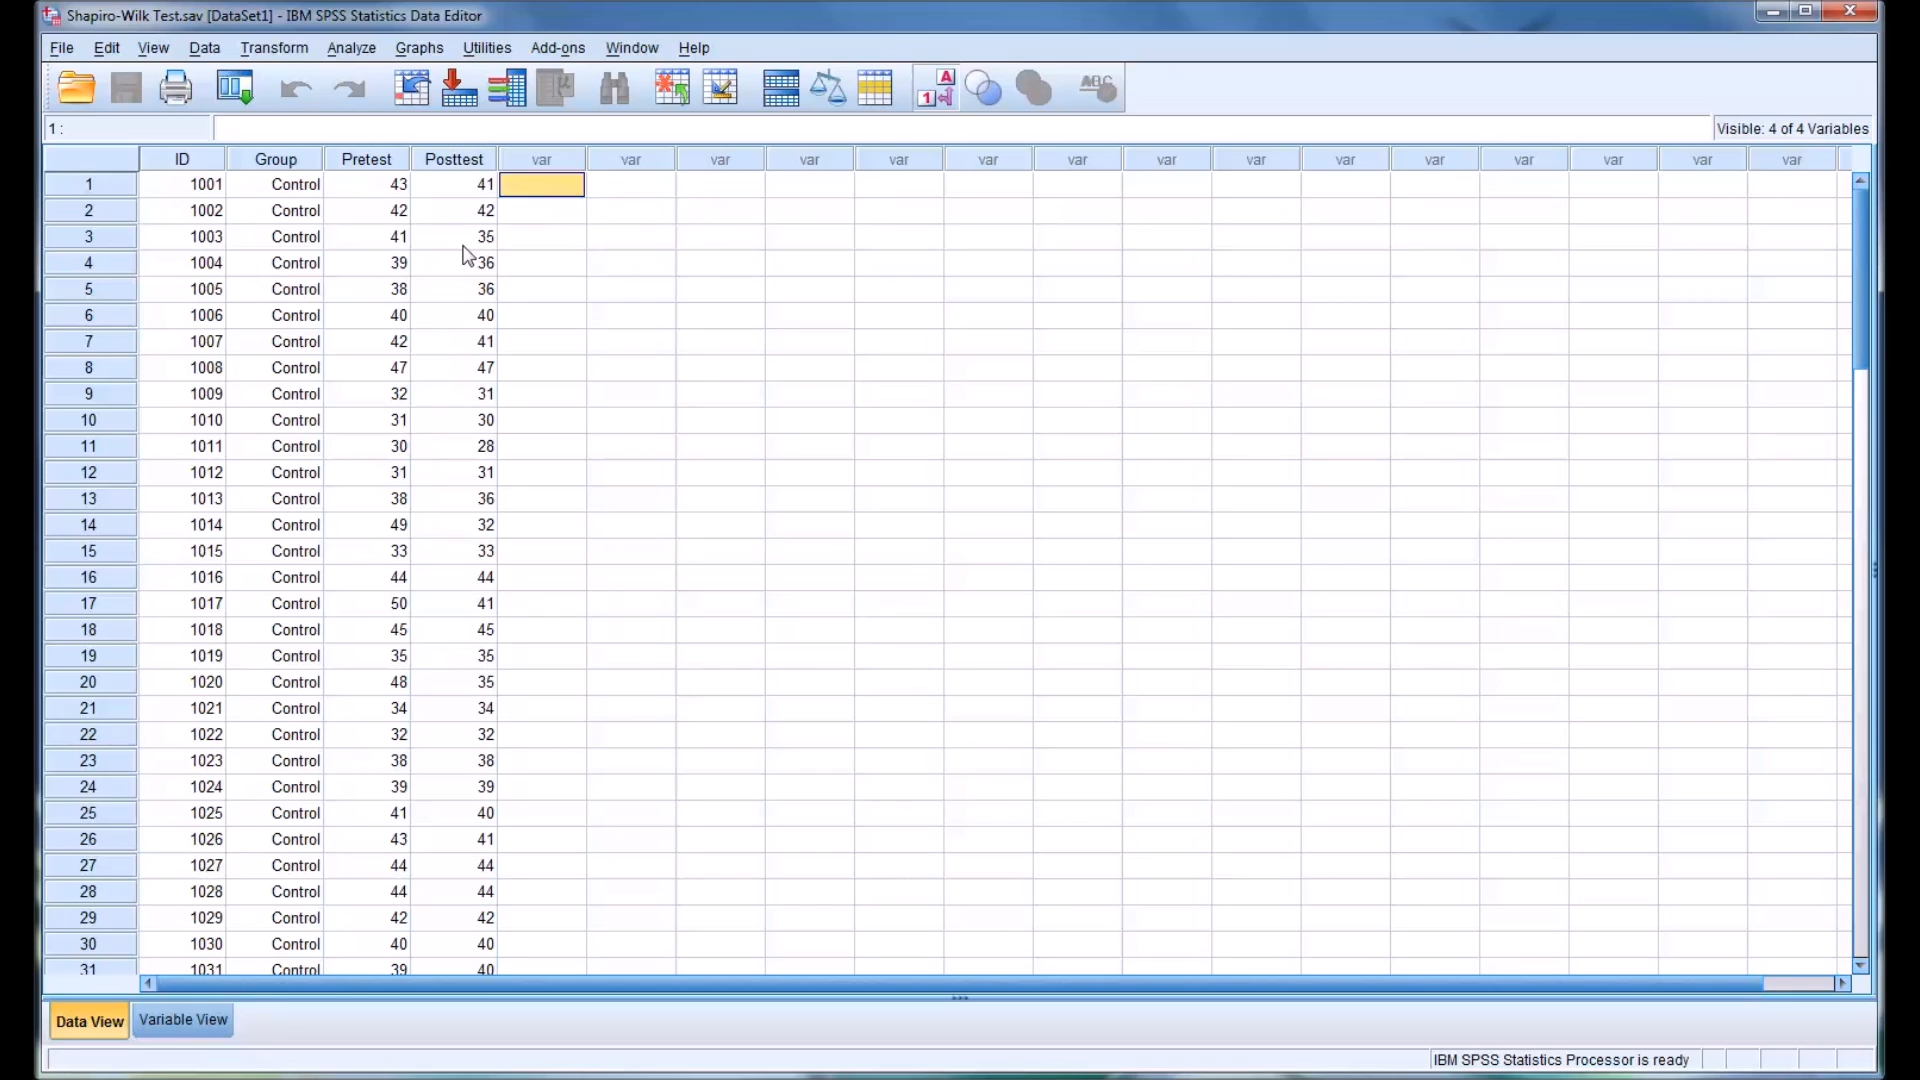 Shapiro-Wilk Test.sav [DataSet1] - IBM SPSS Statistics Data Editor
File Edit View Data Transform Analyze Graphs Utilities Add-ons Window Help
A
1
ABC
1 : Visible: 4 of 4 Variables
ID Group Pretest Posttest var var var var var var var var var var var var var var var
1 1001 Control 43 41
2 1002 Control 42 42
3 1003 Control 41 35
4 1004 Control 39 36
5 1005 Control 38 36
6 1006 Control 40 40
7 1007 Control 42 41
8 1008 Control 47 47
9 1009 Control 32 31
10 1010 Control 31 30
11 1011 Control 30 28
12 1012 Control 31 31
13 1013 Control 38 36
14 1014 Control 49 32
15 1015 Control 33 33
16 1016 Control 44 44
17 1017 Control 50 41
18 1018 Control 45 45
19 1019 Control 35 35
20 1020 Control 48 35
21 1021 Control 34 34
22 1022 Control 32 32
23 1023 Control 38 38
24 1024 Control 39 39
25 1025 Control 41 40
26 1026 Control 43 41
27 1027 Control 44 44
28 1028 Control 44 44
29 1029 Control 42 42
30 1030 Control 40 40
31 1031 Control 39 40
Data View Variable View
IBM SPSS Statistics Processor is ready